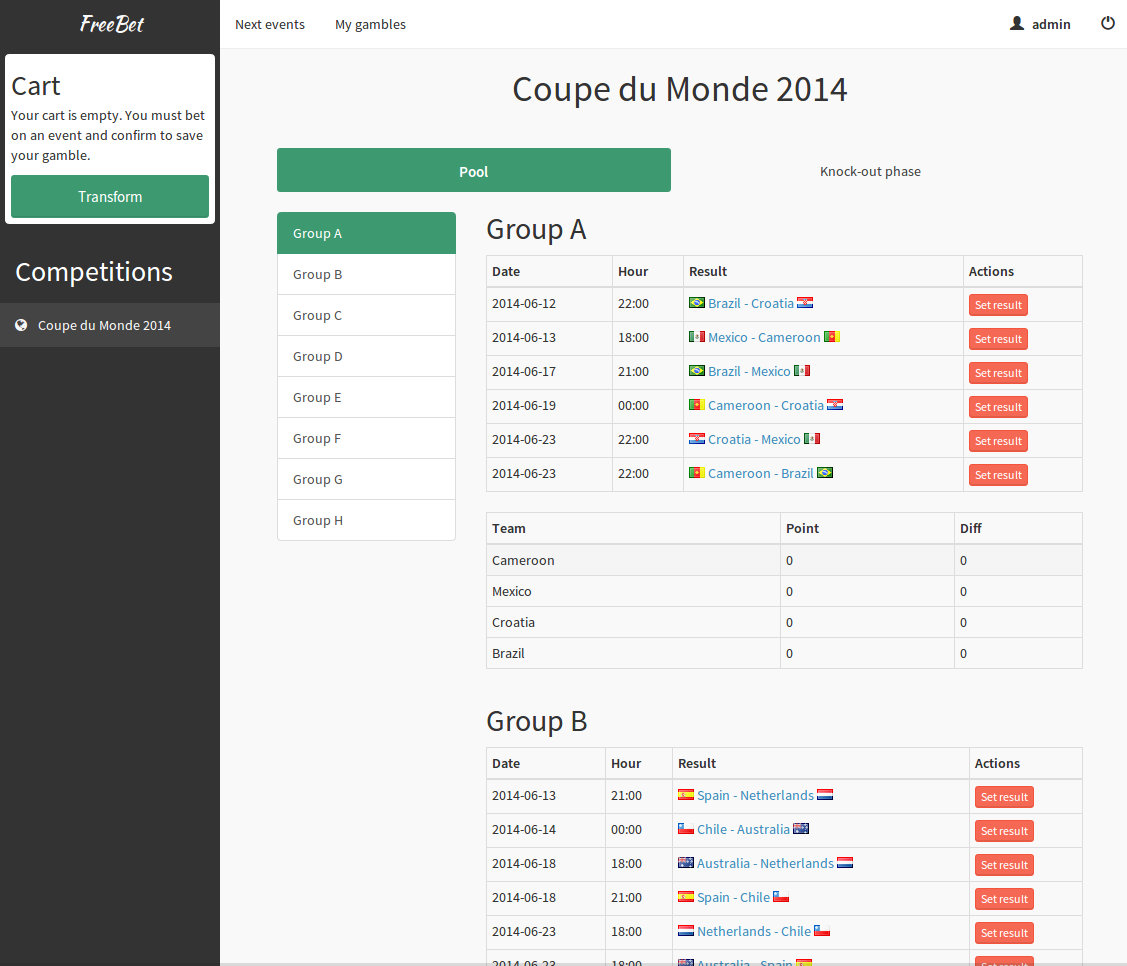 FreeBet
Next events
My gambles
admin
Cart
Your cart is empty. You must bet
on an event and confirm to save
your gamble.
Transform
Competitions
Coupe du Monde 2014
Coupe du Monde 2014
Pool
Knock-out phase
Group A
Group B
Group C
Group D
Group E
Group F
Group G
Group H
Group A
Date Hour Result Actions
2014-06-12 22:00 Brazil - Croatia Set result
2014-06-13 18:00 Mexico - Cameroon Set result
2014-06-17 21:00 Brazil - Mexico Set result
2014-06-19 00:00 Cameroon - Croatia Set result
2014-06-23 22:00 Croatia - Mexico Set result
2014-06-23 22:00 Cameroon - Brazil Set result
Team Point Diff
Cameroon 0 0
Mexico 0 0
Croatia 0 0
Brazil 0 0
Group B
Date Hour Result Actions
2014-06-13 21:00 Spain - Netherlands Set result
2014-06-14 00:00 Chile - Australia Set result
2014-06-18 18:00 Australia - Netherlands Set result
2014-06-18 21:00 Spain - Chile Set result
2014-06-23 18:00 Netherlands - Chile Set result
2014-06-23 18:00 Australia - Spain Set result